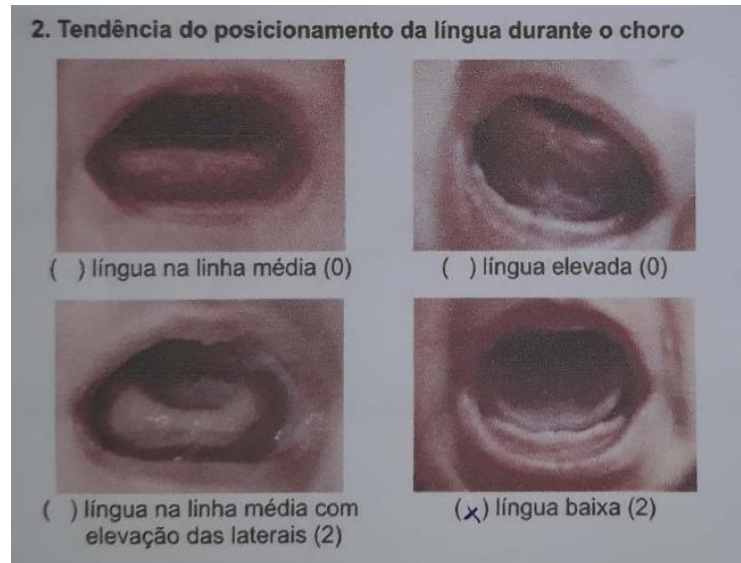 2. Tendência do posicionamento da língua durante o choro
( ) língua na linha média (0)
( ) língua elevada (0)
( ) língua na linha média com
elevação das laterais (2)
(x) língua baixa (2)